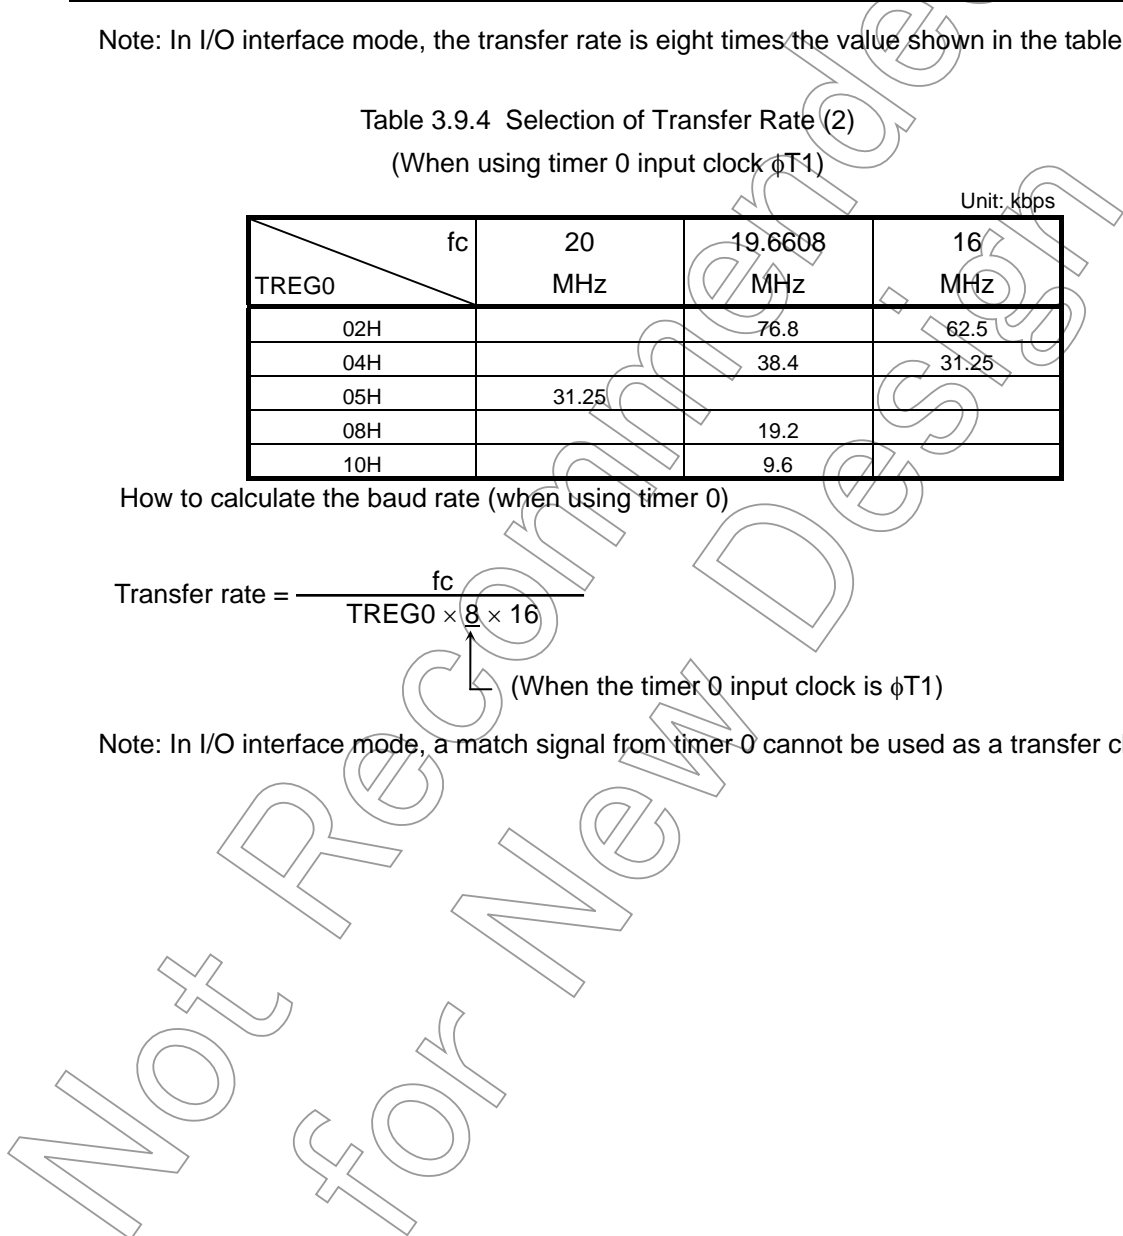 Note: In I/O interface mode, the transfer rate is eight times the value shown in the table
Table 3.9.4 Selection of Transfer Rate (2)
(When using timer 0 input clock ϕT1)
Unit: kbps
fc 20 19.6608 16
TREG0 MHz MHz MHz
02H 76.8 62.5
04H 38.4 31.25
05H 31.25
08H 19.2
10H 9.6
How to calculate the baud rate (when using timer 0)
fc
Transfer rate =
TREG0 × 8 × 16
(When the timer 0 input clock is ϕT1)
Note: In I/O interface mode, a match signal from timer 0 cannot be used as a transfer
Not Recommended
for New Design